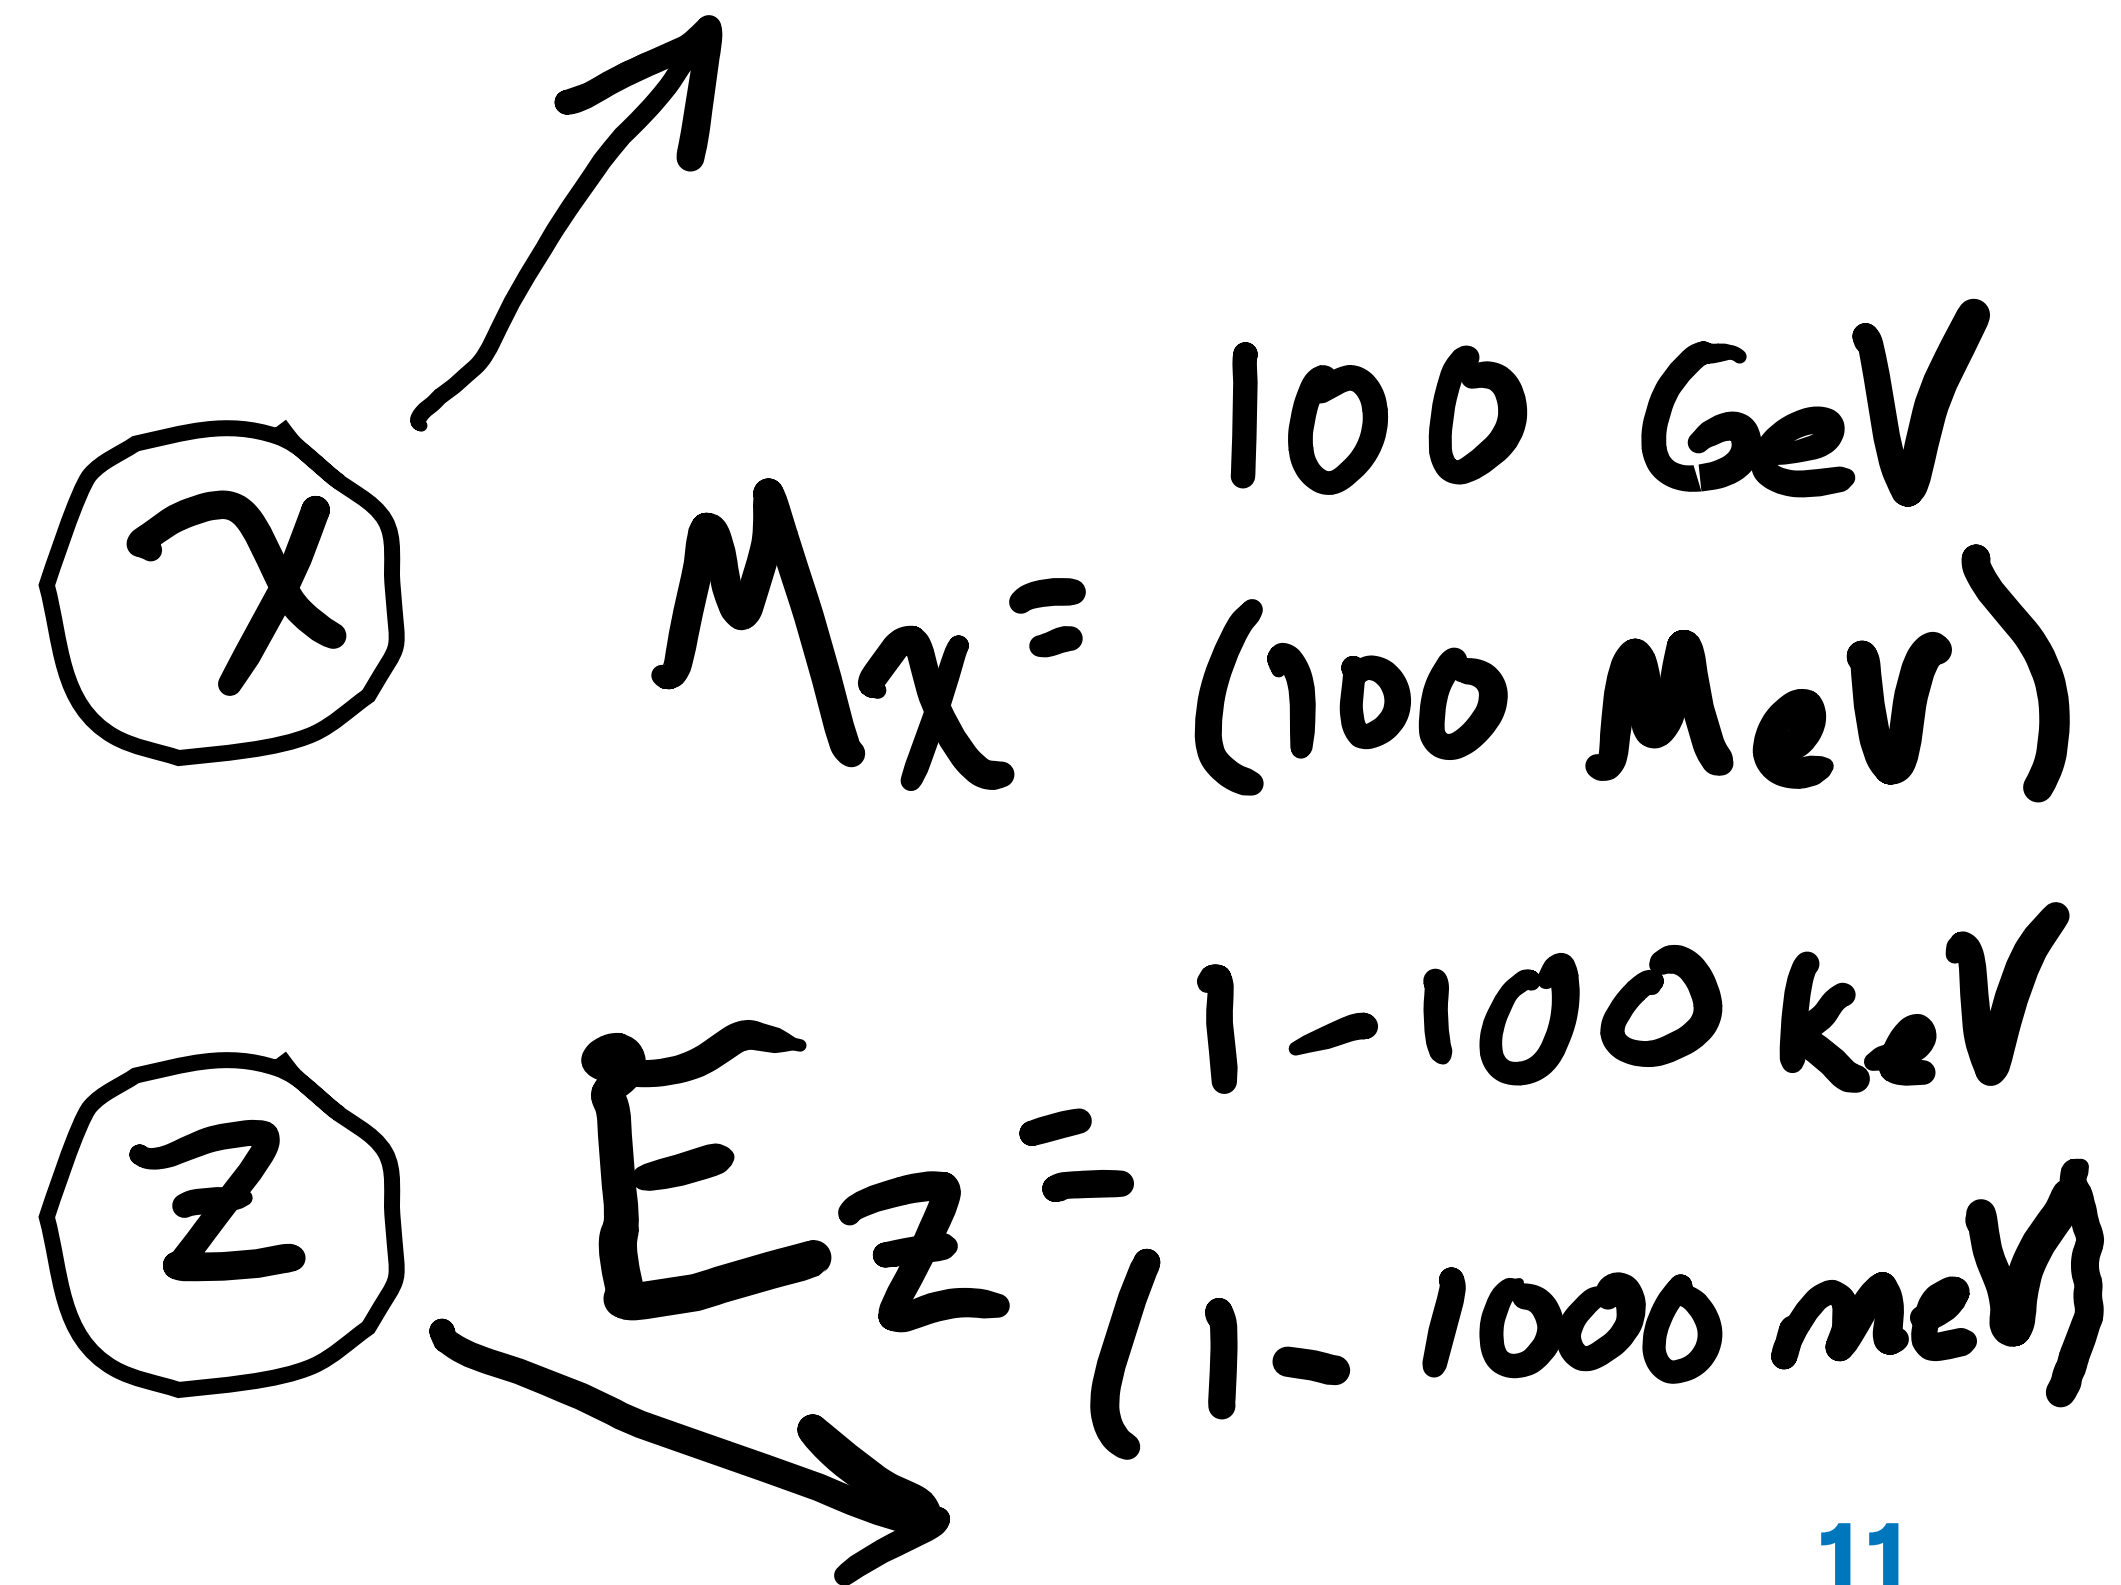 χ
100 GeV
Mχ =
(100 MeV)
1 - 100 keV
Z
EZ =
(1 - 1000 meV)
11